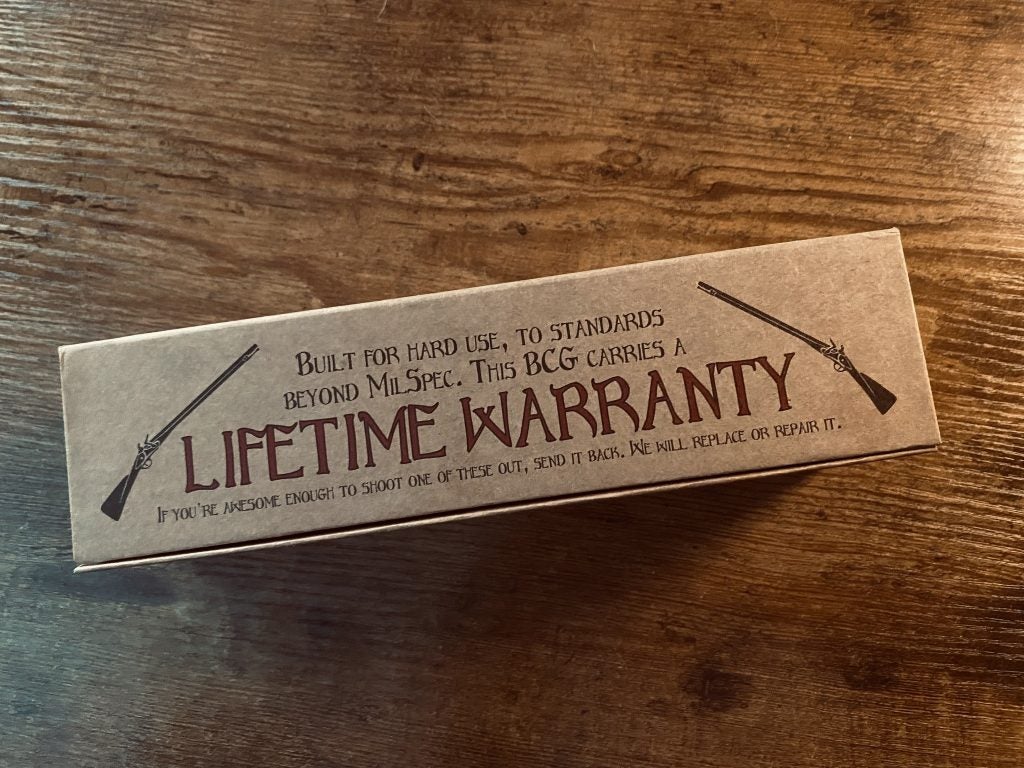 Built for hard use, to standards
beyond MilSpec. This BCG carries a
LIFETIME WARRANTY
If you're awesome enough to shoot one of these out, send it back. We will replace or repair it.